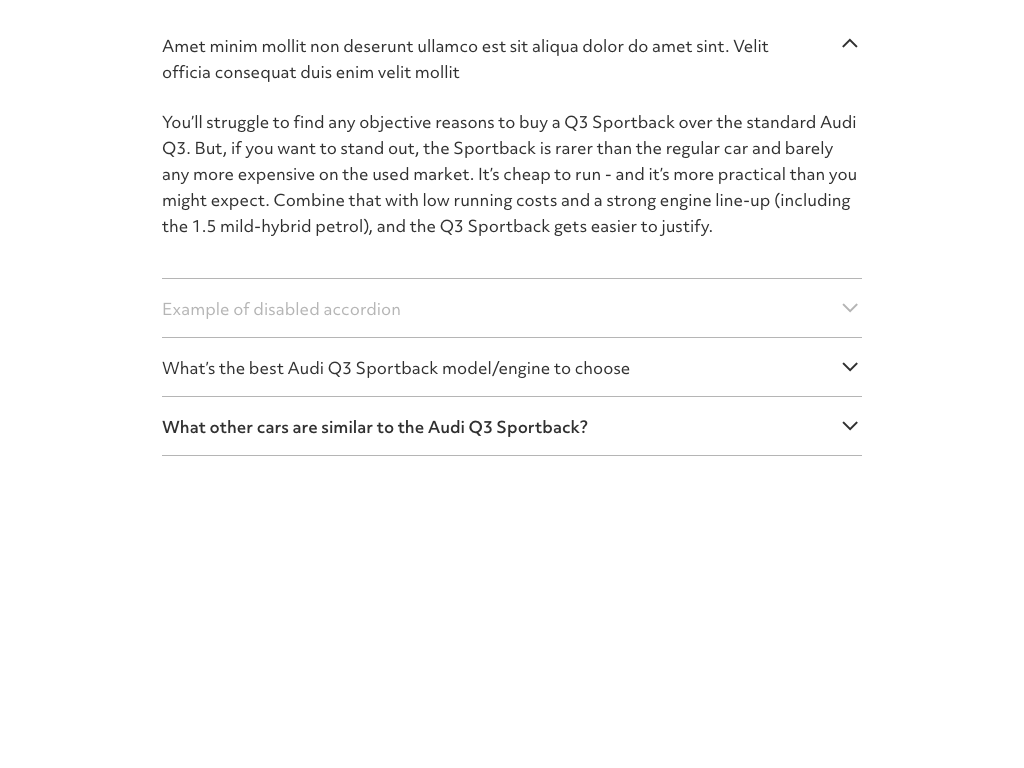 Amet minim mollit non deserunt ullamco est sit aliqua dolor do amet sint. Velit
officia consequat duis enim velit mollit
You’ll struggle to find any objective reasons to buy a Q3 Sportback over the standard Audi
Q3. But, if you want to stand out, the Sportback is rarer than the regular car and barely
any more expensive on the used market. It’s cheap to run - and it’s more practical than you
might expect. Combine that with low running costs and a strong engine line-up (including
the 1.5 mild-hybrid petrol), and the Q3 Sportback gets easier to justify.
Example of disabled accordion
What’s the best Audi Q3 Sportback model/engine to choose
What other cars are similar to the Audi Q3 Sportback?